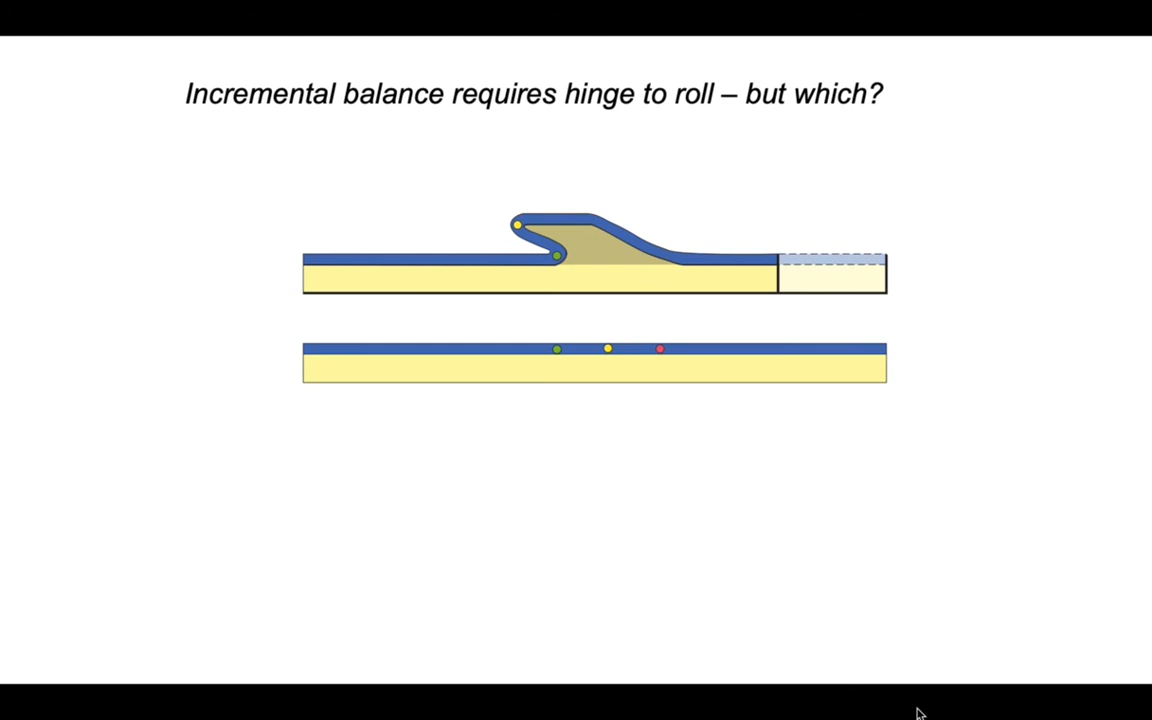 Incremental balance requires hinge to roll – but which?